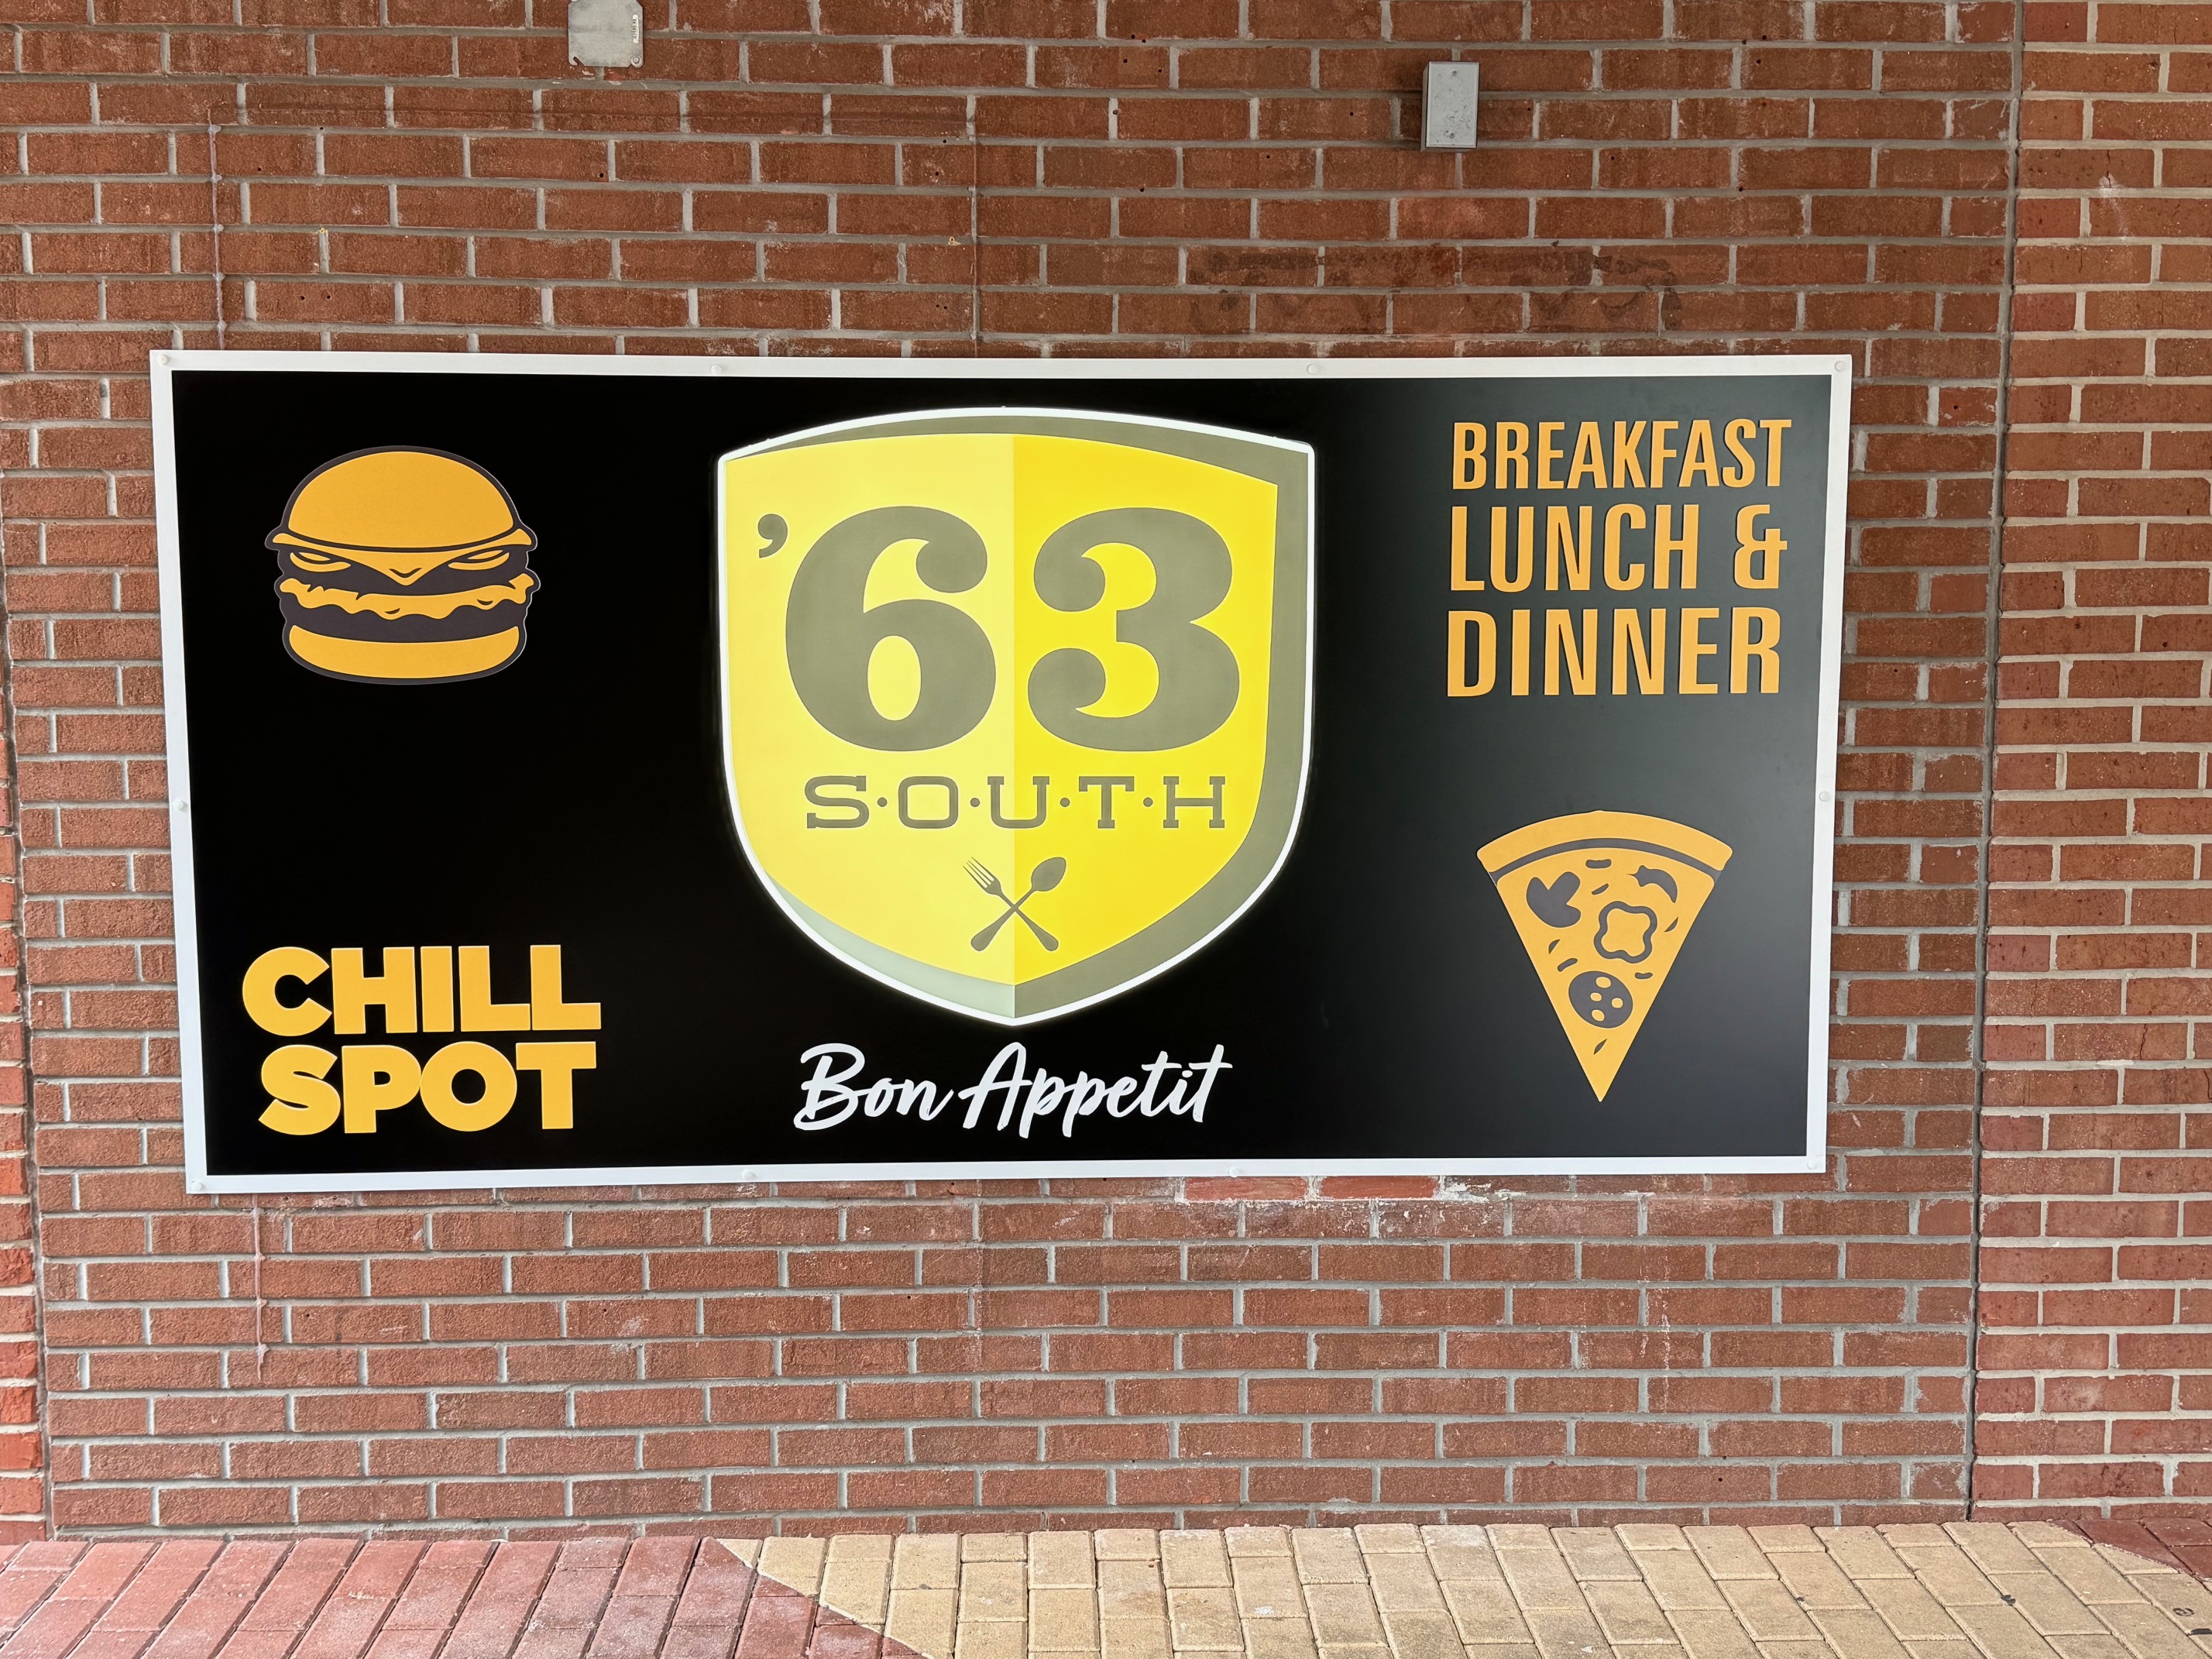 ’63
S·O·U·T·H
Bon Appetit
CHILL
SPOT
BREAKFAST
LUNCH &
DINNER